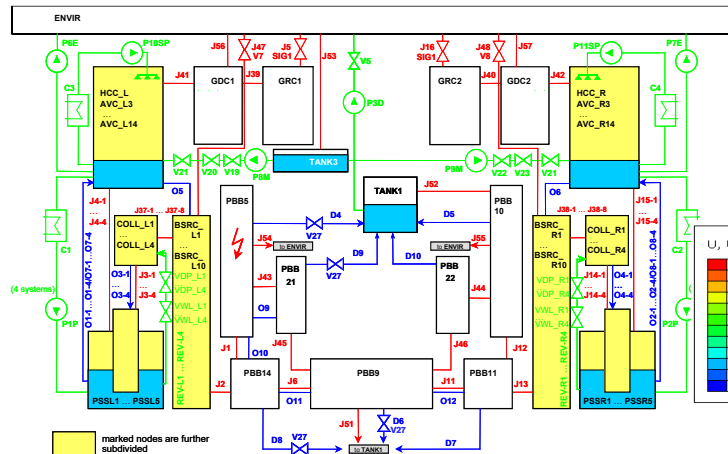 ENVIR
P6E
P10SP
J56
J47
V7
J5
SIG1
J53
V5
J16
SIG1
J48
V8
J57
P11SP
P7E
C3
HCC_L
AVC_L3
...
AVC_L14
J41
GDC1
J39
GRC1
P3D
GRC2
J40
GDC2
J42
HCC_R
AVC_R3
...
AVC_R14
C4
V21
V20
V19
P8M
TANK3
P9M
V22
V23
V21
O5
TANK1
J52
O6
J4-1
...
J4-4
J37-1 ... J37-8
COLL_L1
...
COLL_L4
BSRC_
L1
...
BSRC_
L10
PBB5
D4
V27
D5
PBB
10
BSRC_
R1
...
BSRC_
R10
J38-1 ... J38-8
COLL_R1
...
COLL_R4
J15-1
...
J15-4
C1
J54
to ENVIR
D9
D10
to ENVIR
J55
C2
(4 systems)
P1P
O1-1 ... O1-4/O7-1 ...O7-4
O3-1
...
O3-4
J3-1
...
J3-4
VDP_L1
VDP_L4
VWL_L1
VWL_L4
J43
PBB
21
V27
PBB
22
J44
VDP_R1
VDP_R4
VWL_R1
VWL_R4
J14-1
...
J14-4
O4-1
...
O4-4
O2-1 ... O2-4/O8-1 ...O8-4
P2P
O9
J45
J46
J1
O10
J12
REV-L1 ... REV-L4
REV-R1 ... REV-R4
J2
PBB14
J6
O11
PBB9
J11
O12
PBB11
J13
PSSL1 ... PSSL5
PSSR1 ... PSSR5
J51
D6
V27
D8
V27
D7
to TANK1
marked nodes are further
subdivided